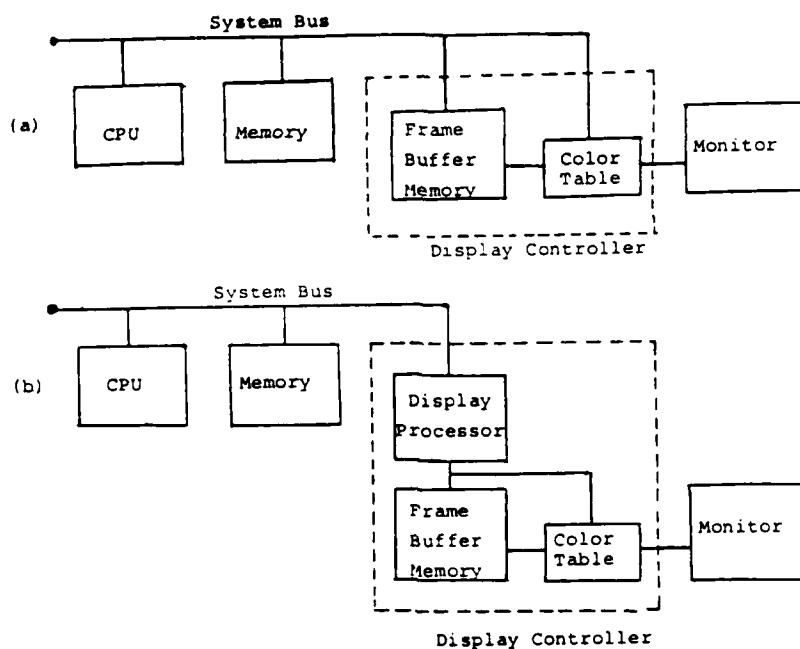 System Bus
(a)
CPU
Memory
Frame
Buffer
Memory
Color
Table
Monitor
Display Controller
System Bus
(b)
CPU
Memory
Display
Processor
Frame
Buffer
Memory
Color
Table
Monitor
Display Controller